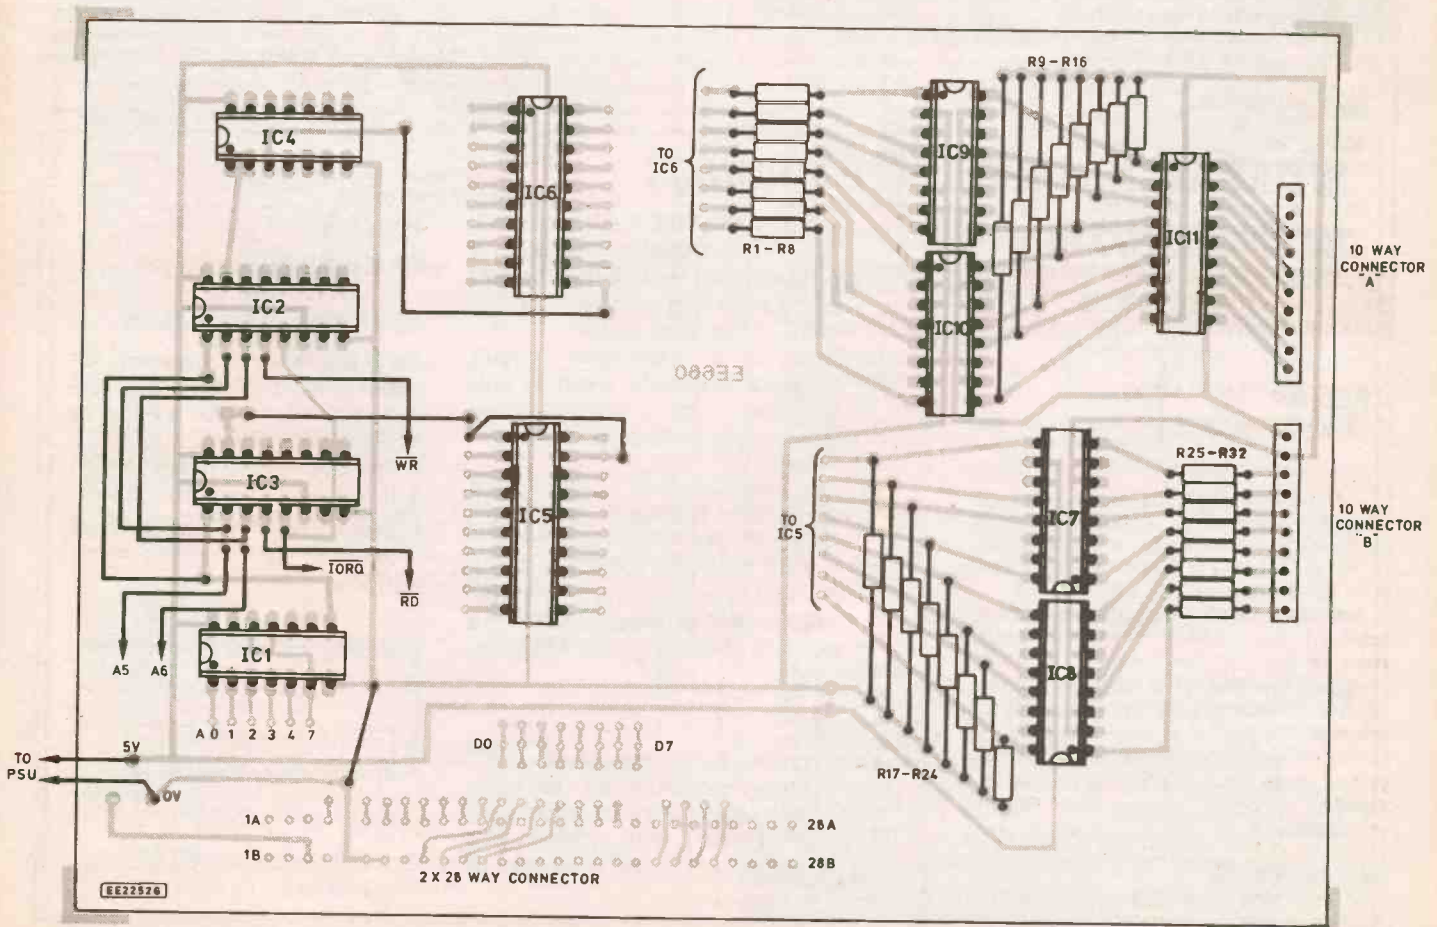 R9-R16
IC4
IC6
TO
IC6
R1-R8
IC9
IC11
10 WAY
CONNECTOR
"A"
IC2
IC10
EE660
WR
IC3
IC5
TO
IC5
IC7
R25-R32
10 WAY
CONNECTOR
"B"
IORQ
RD
A5 A6
IC1
IC8
A 0 1 2 3 4 7
5V
TO
PSU
0V
D0 D7
R17-R24
1A 28A
1B 28B
2 X 28 WAY CONNECTOR
EE2252G